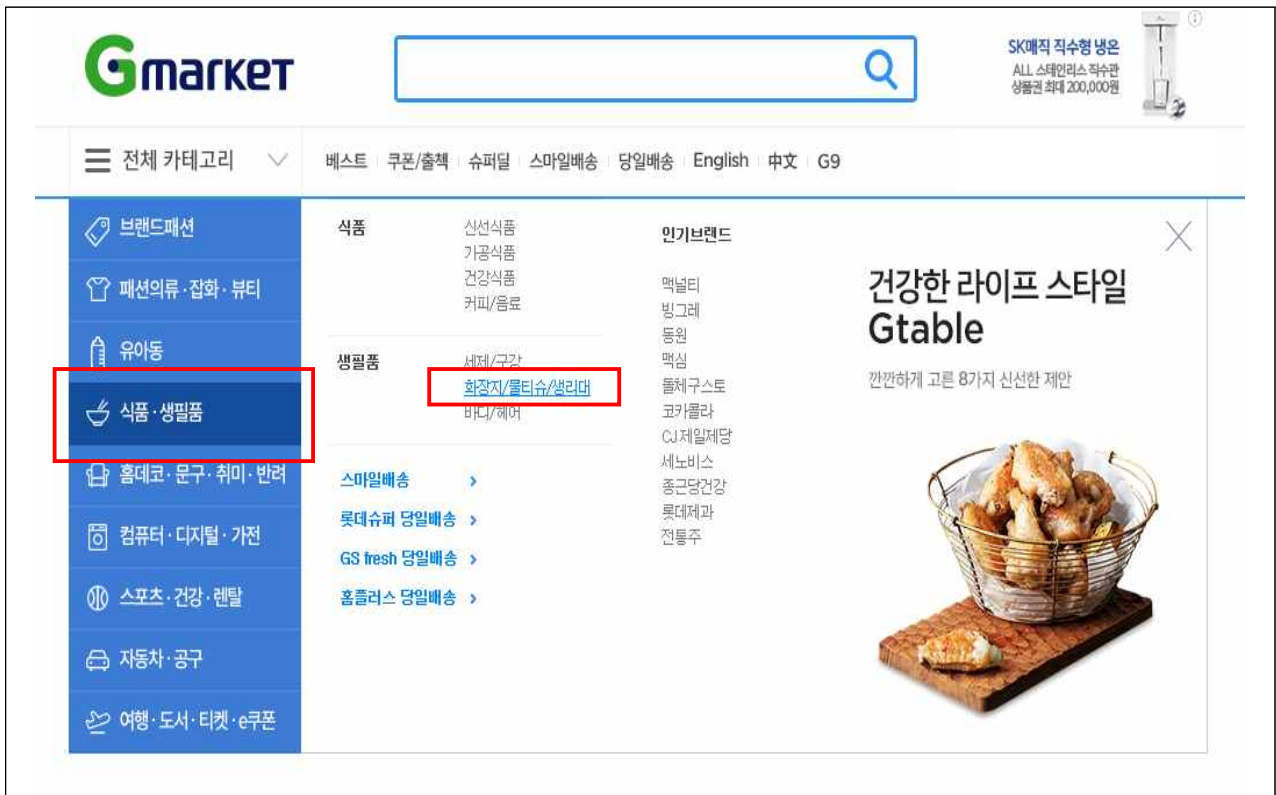 Gmarket
SK매직 직수형 냉온
ALL 스테인리스 직수관
상품권 최대 200,000원
전체 카테고리
베스트 쿠폰/출첵 슈퍼딜 스마일배송 당일배송 English 中文 G9
브랜드패션
패션의류·잡화·뷰티
유아동
식품·생필품
홈데코·문구·취미·반려
컴퓨터·디지털·가전
스포츠·건강·렌탈
자동차·공구
여행·도서·티켓·e쿠폰
식품
신선식품
가공식품
건강식품
커피/음료
생필품
세제/구강
화장지/물티슈/생리대
바디/헤어
스마일배송 >
롯데슈퍼 당일배송 >
GS fresh 당일배송 >
홈플러스 당일배송 >
인기브랜드
맥널티
빙그레
동원
맥심
돌체구스토
코카콜라
CJ제일제당
세노비스
종근당건강
롯데제과
전통주
건강한 라이프 스타일
Gtable
깐깐하게 고른 8가지 신선한 제안